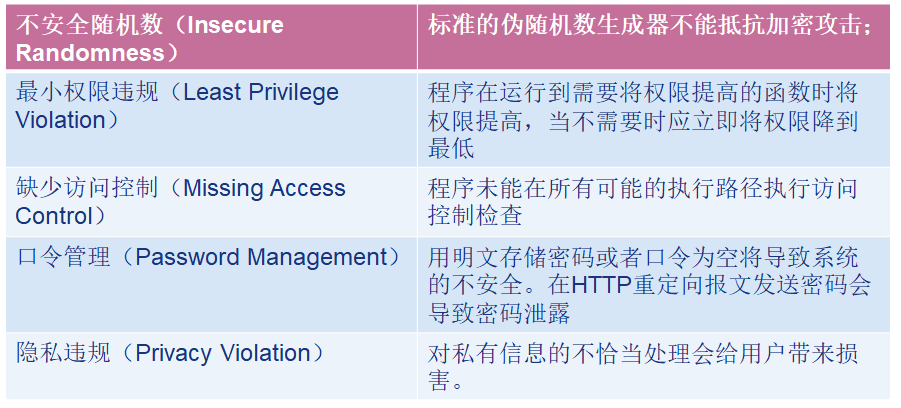 不安全随机数（Insecure
Randomness）
标准的伪随机数生成器不能抵抗加密攻击；
最小权限违规（Least Privilege
Violation）
程序在运行到需要将权限提高的函数时将
权限提高，当不需要时应立即将权限降到
最低
缺少访问控制（Missing Access
Control）
程序未能在所有可能的执行路径执行访问
控制检查
口令管理（Password Management）
用明文存储密码或者口令为空将导致系统
的不安全。在HTTP重定向报文发送密码会
导致密码泄露
隐私违规（Privacy Violation）
对私有信息的不恰当处理会给用户带来损
害。